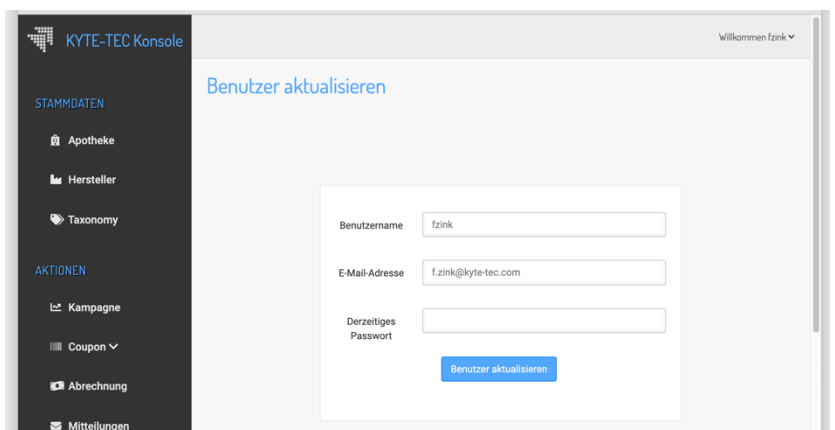 KYTE-TEC Konsole
Willkommen fzink
STAMMDATEN
Apotheke
Hersteller
Taxonomy
AKTIONEN
Kampagne
Coupon
Abrechnung
Mitteilungen
Benutzer aktualisieren
Benutzername
fzink
E-Mail-Adresse
f.zink@kyte-tec.com
Derzeitiges
Passwort
Benutzer aktualisieren